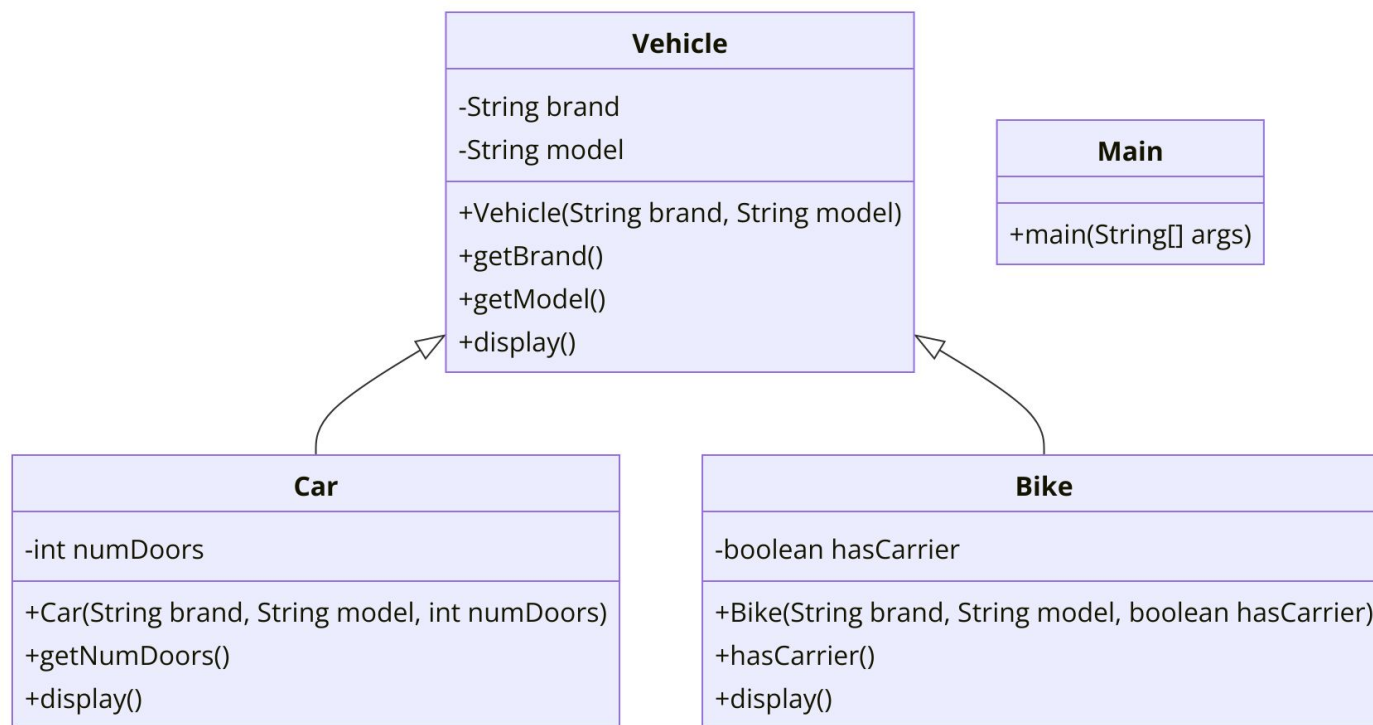 Vehicle
-String brand
-String model
+Vehicle(String brand, String model)
+getBrand()
+getModel()
+display()
Main
+main(String[] args)
Car
-int numDoors
+Car(String brand, String model, int numDoors)
+getNumDoors()
+display()
Bike
-boolean hasCarrier
+Bike(String brand, String model, boolean hasCarrier)
+hasCarrier()
+display()